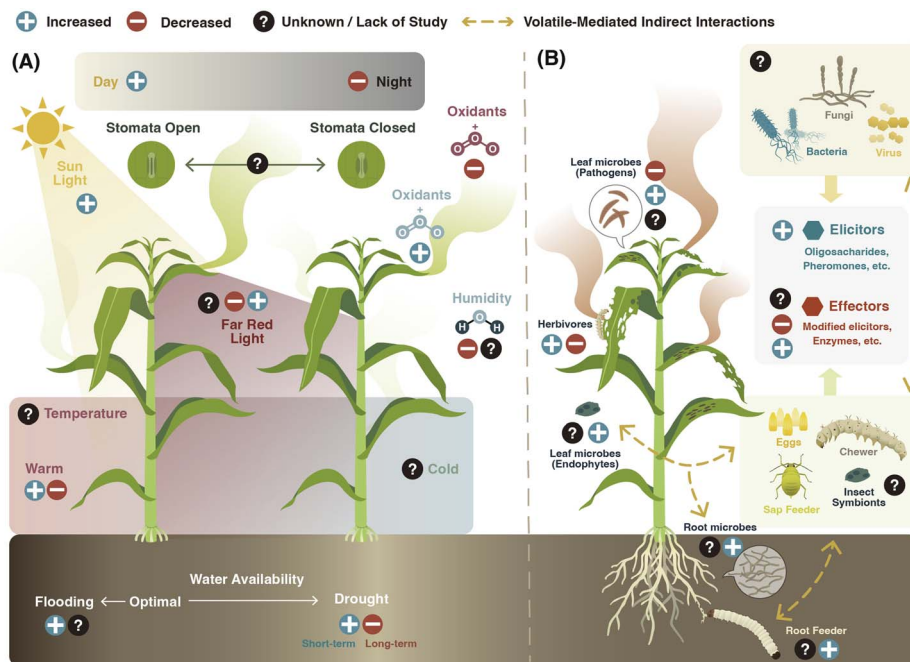 Increased
Decreased
? Unknown / Lack of Study
Volatile-Mediated Indirect Interactions
(A)
Day
Night
Stomata Open
Stomata Closed
?
Sun
Light
Oxidants
+
O O O
Oxidants
+
O O O
?
Far Red
Light
Humidity
H O H
?
? Temperature
Warm
? Cold
Water Availability
Flooding
Optimal
Drought
?
Short-term
Long-term
(B)
?
Fungi
Bacteria
Virus
Leaf microbes
(Pathogens)
?
Elicitors
Oligosacharides,
Pheromones, etc.
?
Effectors
Modified elicitors,
Enzymes, etc.
Herbivores
?
Leaf microbes
(Endophytes)
Eggs
Chewer
Sap Feeder
Insect
Symbionts
?
Root microbes
?
Root Feeder
?